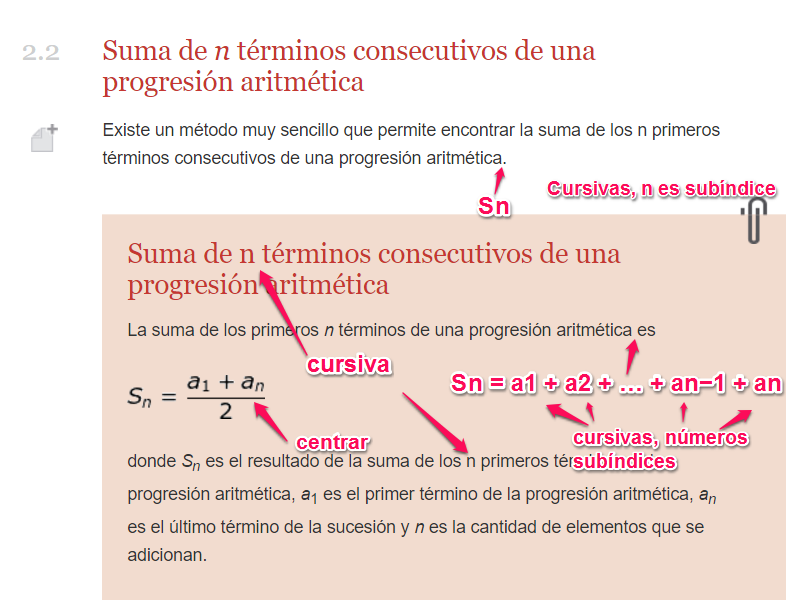 2.2
Suma de n términos consecutivos de una
progresión aritmética
Existe un método muy sencillo que permite encontrar la suma de los n primeros
términos consecutivos de una progresión aritmética.
Sn
Cursivas, n es subíndice
Suma de n términos consecutivos de una
progresión aritmética
La suma de los primeros n términos de una progresión aritmética es
cursiva
Sn = a1 + a2 + … + an−1 + an
Sₙ = (a₁ + aₙ) / 2
centrar
cursivas, números
subíndices
donde Sₙ es el resultado de la suma de los n primeros
progresión aritmética, a₁ es el primer término de la progresión aritmética, aₙ
es el último término de la sucesión y n es la cantidad de elementos que se
adicionan.